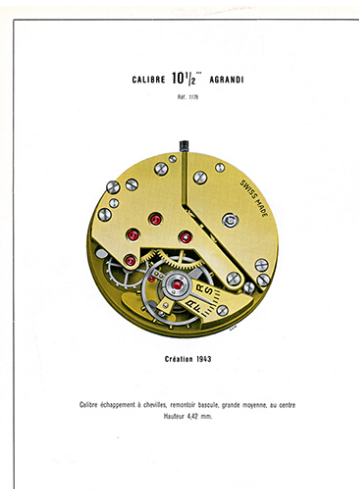 CALIBRE 10½''' AGRANDI
Réf. 1176
SWISS MADE
R S
R F
Création 1943
Calibre échappement à chevilles, remontoir bascule, grande moyenne, au centre
Hauteur 4,42 mm.